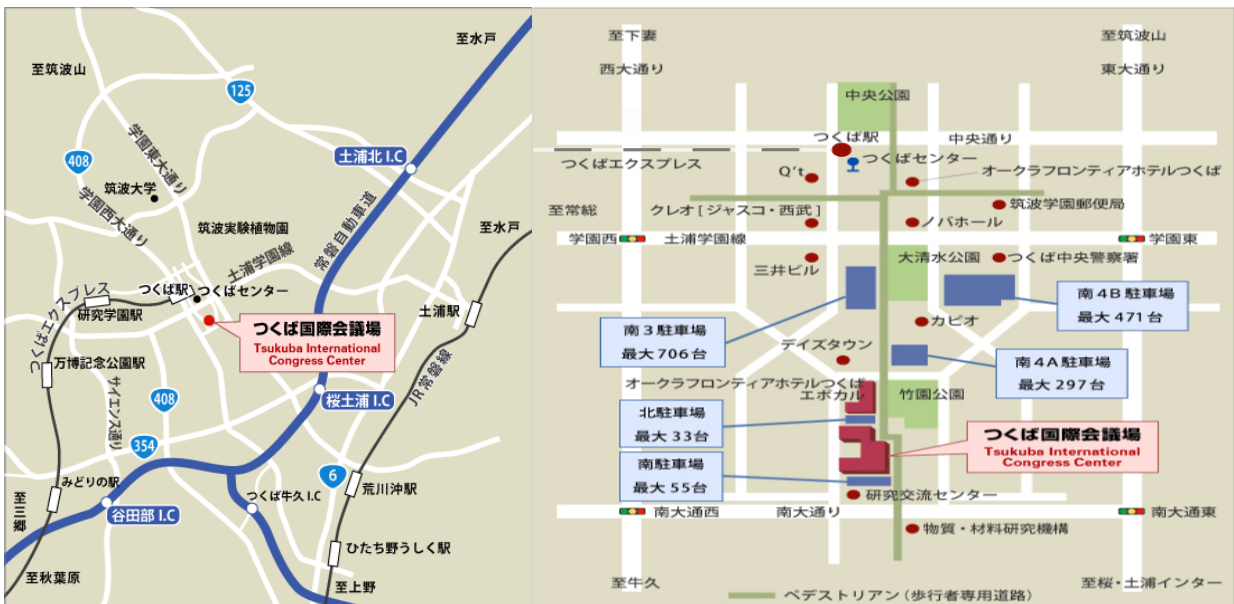 至水戸
至筑波山
125
学園東大通り
408
土浦北 I.C
筑波大学
学園西大通り
筑波実験植物園
常磐自動車道
至水戸
土浦学園線
つくば駅
つくばセンター
つくばエクスプレス
研究学園駅
土浦駅
つくば国際会議場
Tsukuba International
Congress Center
万博記念公園駅
JR常磐線
サイエンス通り
408
桜土浦 I.C
354
6
みどりの駅
つくば牛久 I.C
荒川沖駅
至三郷
谷田部 I.C
ひたち野うしく駅
至秋葉原
至上野
至下妻
西大通り
至筑波山
東大通り
中央公園
つくば駅
中央通り
つくばエクスプレス
つくばセンター
Q't
オークラフロンティアホテルつくば
至常総
クレオ [ジャスコ・西武]
筑波学園郵便局
ノバホール
学園西
土浦学園線
学園東
三井ビル
大清水公園
つくば中央警察署
南4B駐車場
最大471台
南3駐車場
最大706台
カピオ
デイズタウン
南4A駐車場
最大297台
オークラフロンティアホテルつくば
エポカル
竹園公園
北駐車場
最大33台
つくば国際会議場
Tsukuba International
Congress Center
南駐車場
最大55台
研究交流センター
南大通西
南大通り
南大通東
物質・材料研究機構
至牛久
至桜・土浦インター
ペデストリアン (歩行者専用道路)